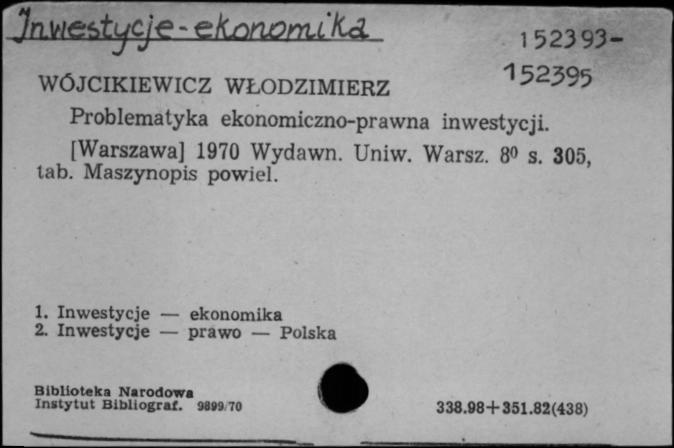 Inwestycje-ekonomika
152393-
152395
WÓJCIKIEWICZ WŁODZIMIERZ
Problematyka ekonomiczno-prawna inwestycji.
[Warszawa] 1970 Wydawn. Uniw. Warsz. 8⁰ s. 305,
tab. Maszynopis powiel.
1. Inwestycje — ekonomika
2. Inwestycje — prawo — Polska
Biblioteka Narodowa
Instytut Bibliograf. 9899/70
338.98+351.82(438)